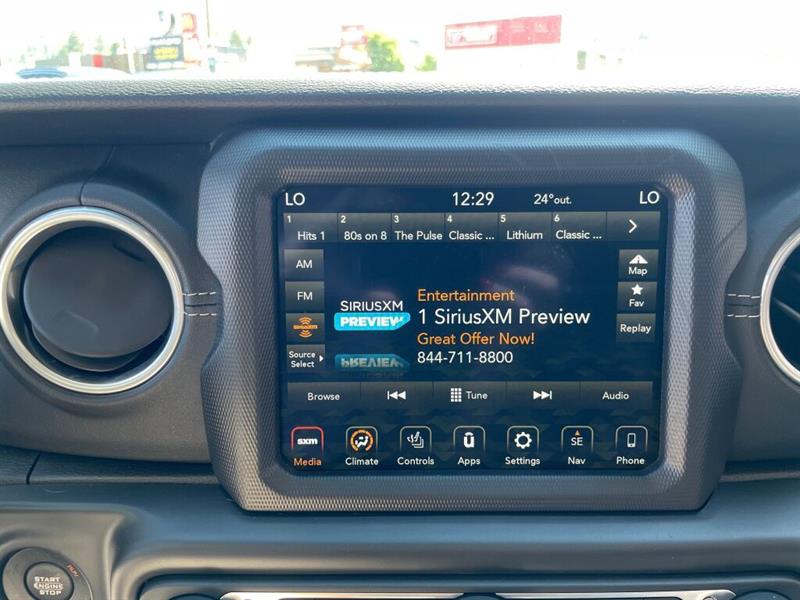 LO 12:29 24°out. LO
1 Hits 1 2 80s on 8 3 The Pulse 4 Classic ... 5 Lithium 6 Classic ...
AM
FM
SIRIUSXM
Source
Select
SIRIUSXM
PREVIEW
Entertainment
1 SiriusXM Preview
Great Offer Now!
844-711-8800
Map
Fav
Replay
Browse Tune Audio
sxm SE
Media Climate Controls Apps Settings Nav Phone
START
ENGINE
STOP
RUN